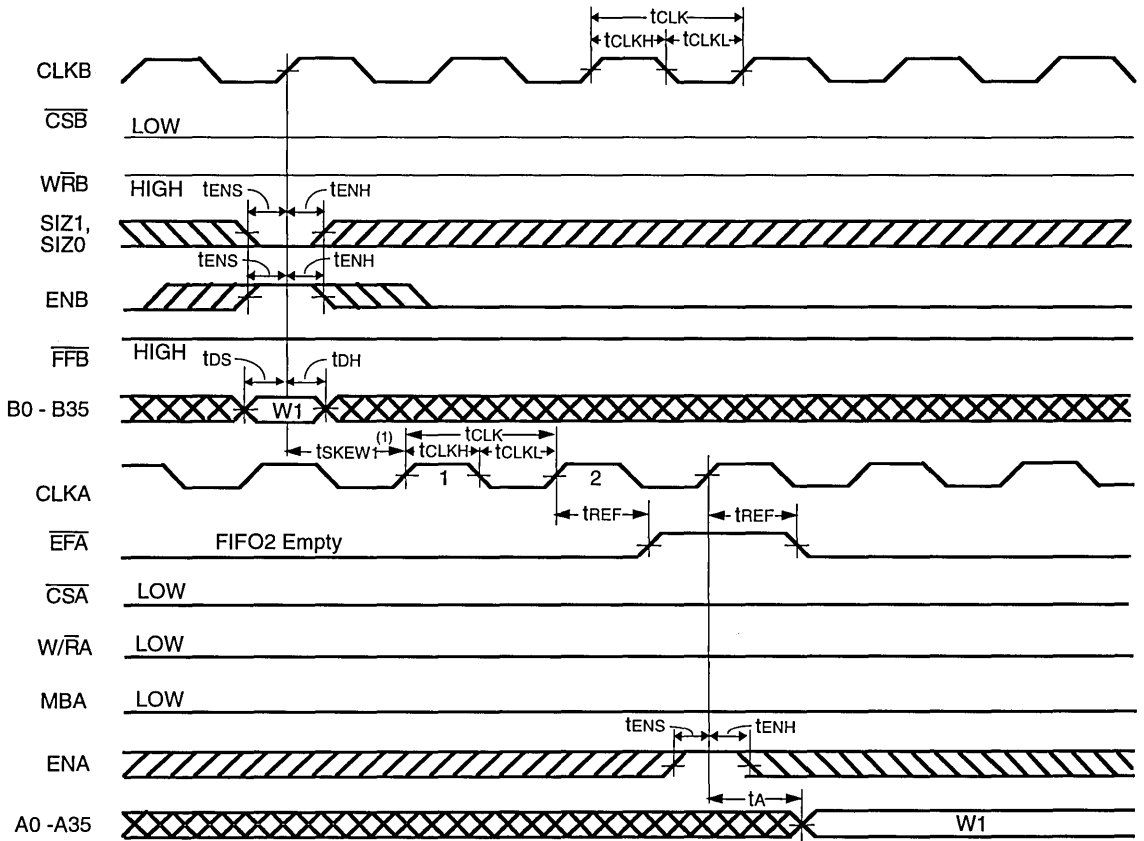 tCLK
tCLKH tCLKL
CLKB
CSB LOW
WRB HIGH tENS tENH
SIZ1,
SIZ0
tENS tENH
ENB
FFB HIGH
tDS tDH
B0 - B35 W1
tSKEW1(1) tCLK
tCLKH tCLKL
CLKA 1 2
tREF tREF
EFA FIFO2 Empty
CSA LOW
W/RA LOW
MBA LOW
tENS tENH
ENA
tA
A0 -A35 W1